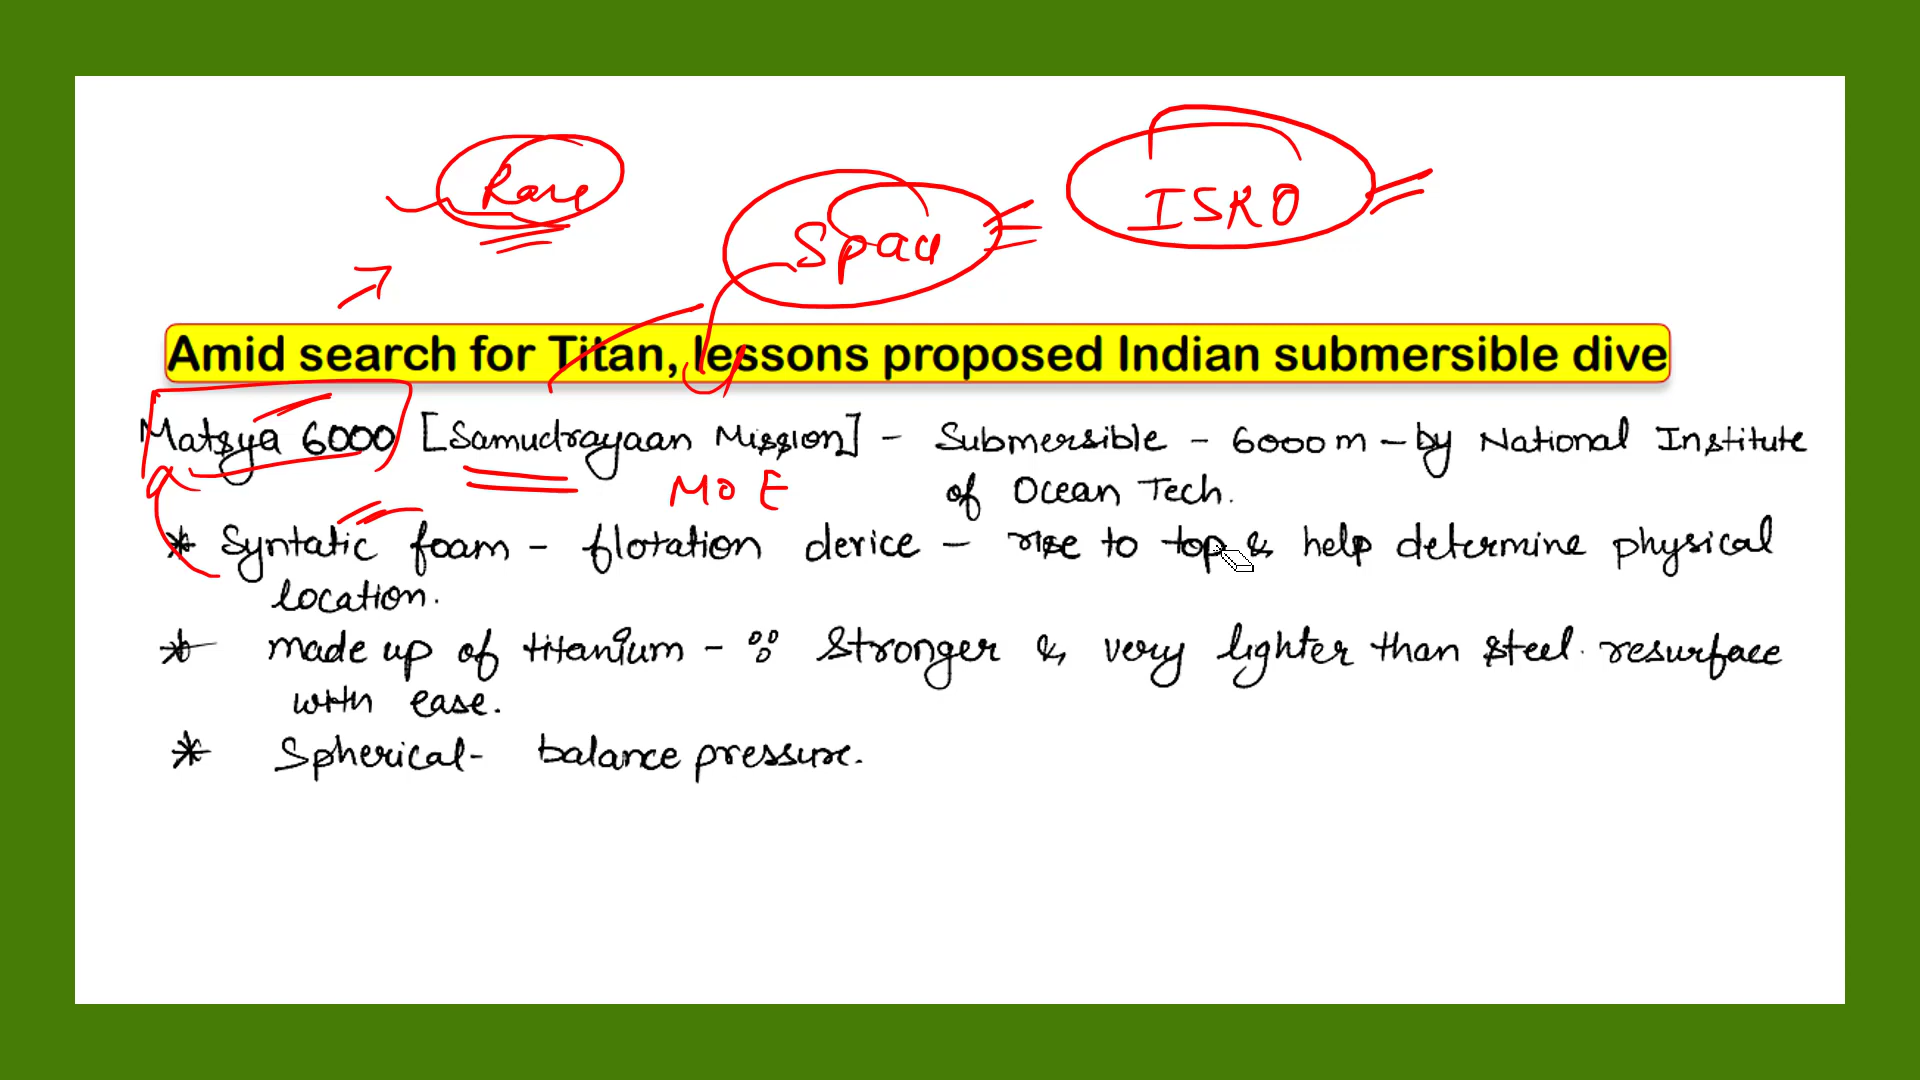 Rare
Space
ISRO
Amid search for Titan, lessons proposed Indian submersible dive
Matsya 6000 [Samudrayaan Mission] - Submersible - 6000 m - by National Institute
MOE
of Ocean Tech.
* Syntatic foam - flotation derice - rise to top & help determine physical
location.
* made up of titanium - ∵ Stronger & very lighter than steel. resurface
with ease.
* Spherical - balance pressure.